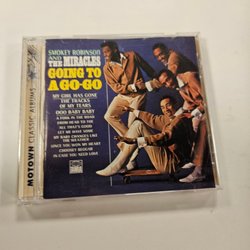 SMOKEY ROBINSON
AND THE MIRACLES
GOING TO
A GO-GO
MY GIRL HAS GONE
THE TRACKS
OF MY TEARS
OOO BABY BABY
A FORK IN THE ROAD
FROM HEAD TO TOE
ALL THAT'S GOOD
LET ME HAVE SOME
MY BABY CHANGES LIKE
THE WEATHER
SINCE YOU WON MY HEART
CHOOSEY BEGGAR
IN CASE YOU NEED LOVE
MOTOWN CLASSIC ALBUMS